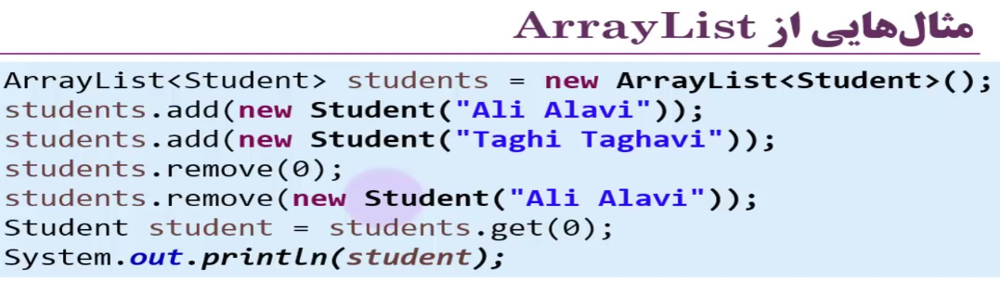 مثال‌هایی از ArrayList
ArrayList<Student> students = new ArrayList<Student>();
students.add(new Student("Ali Alavi"));
students.add(new Student("Taghi Taghavi"));
students.remove(0);
students.remove(new Student("Ali Alavi"));
Student student = students.get(0);
System.out.println(student);